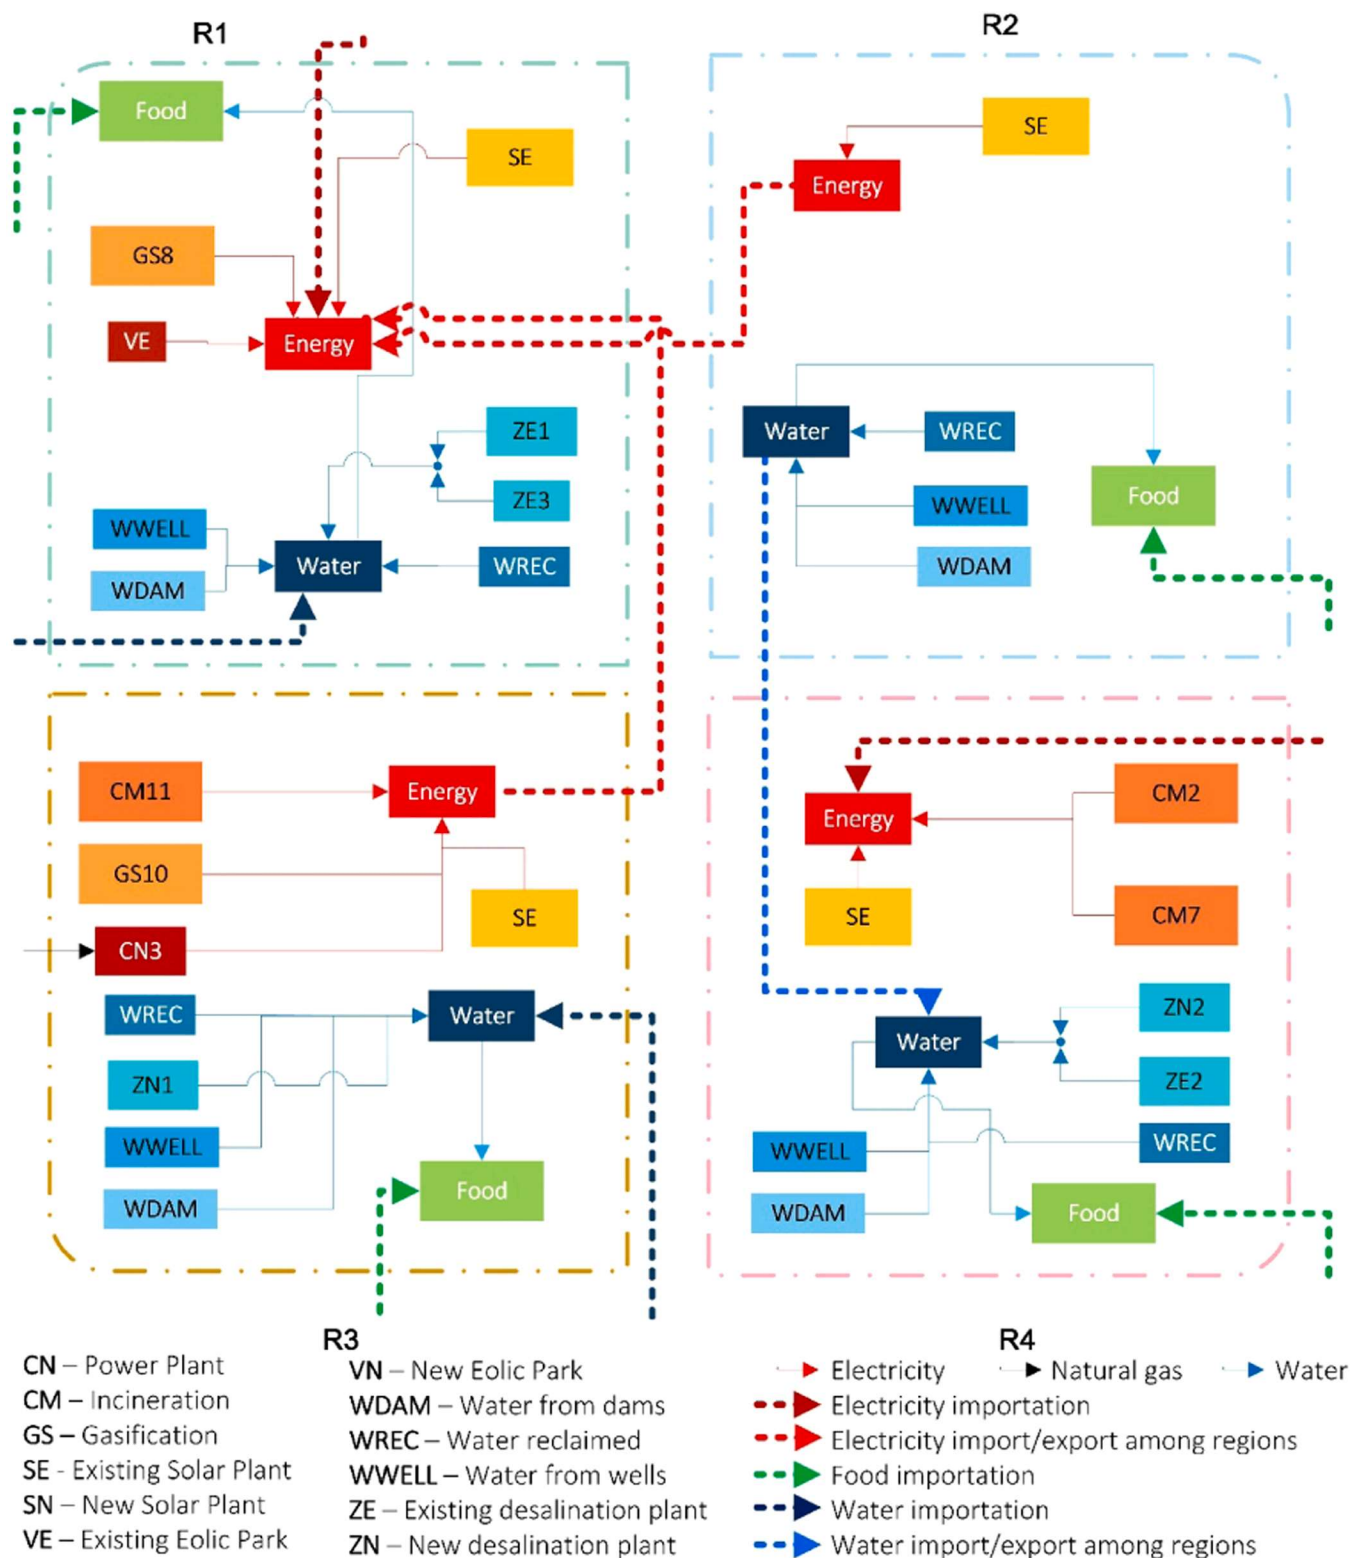 R1
R2
Food
SE
GS8
VE
Energy
ZE1
ZE3
WWELL
WDAM
Water
WREC
SE
Energy
Water
WREC
WWELL
WDAM
Food
CM11
Energy
GS10
SE
CN3
WREC
Water
ZN1
WWELL
WDAM
Food
Energy
CM2
SE
CM7
ZN2
Water
ZE2
WWELL
WREC
WDAM
Food
R3
R4
CN – Power Plant
CM – Incineration
GS – Gasification
SE - Existing Solar Plant
SN – New Solar Plant
VE – Existing Eolic Park
VN – New Eolic Park
WDAM – Water from dams
WREC – Water reclaimed
WWELL – Water from wells
ZE – Existing desalination plant
ZN – New desalination plant
Electricity Natural gas Water
Electricity importation
Electricity import/export among regions
Food importation
Water importation
Water import/export among regions